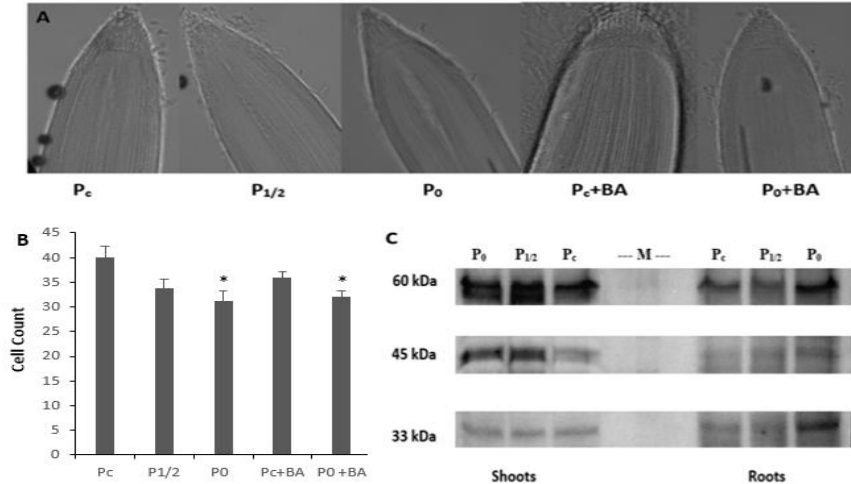 A
Pc P1/2 P0 Pc+BA P0+BA
B
45
40
35
30
25
20
15
10
5
0
Cell Count
* *
Pc P1/2 P0 Pc+BA P0 +BA
C
P0 P1/2 Pc --- M --- Pc P1/2 P0
60 kDa
45 kDa
33 kDa
Shoots Roots